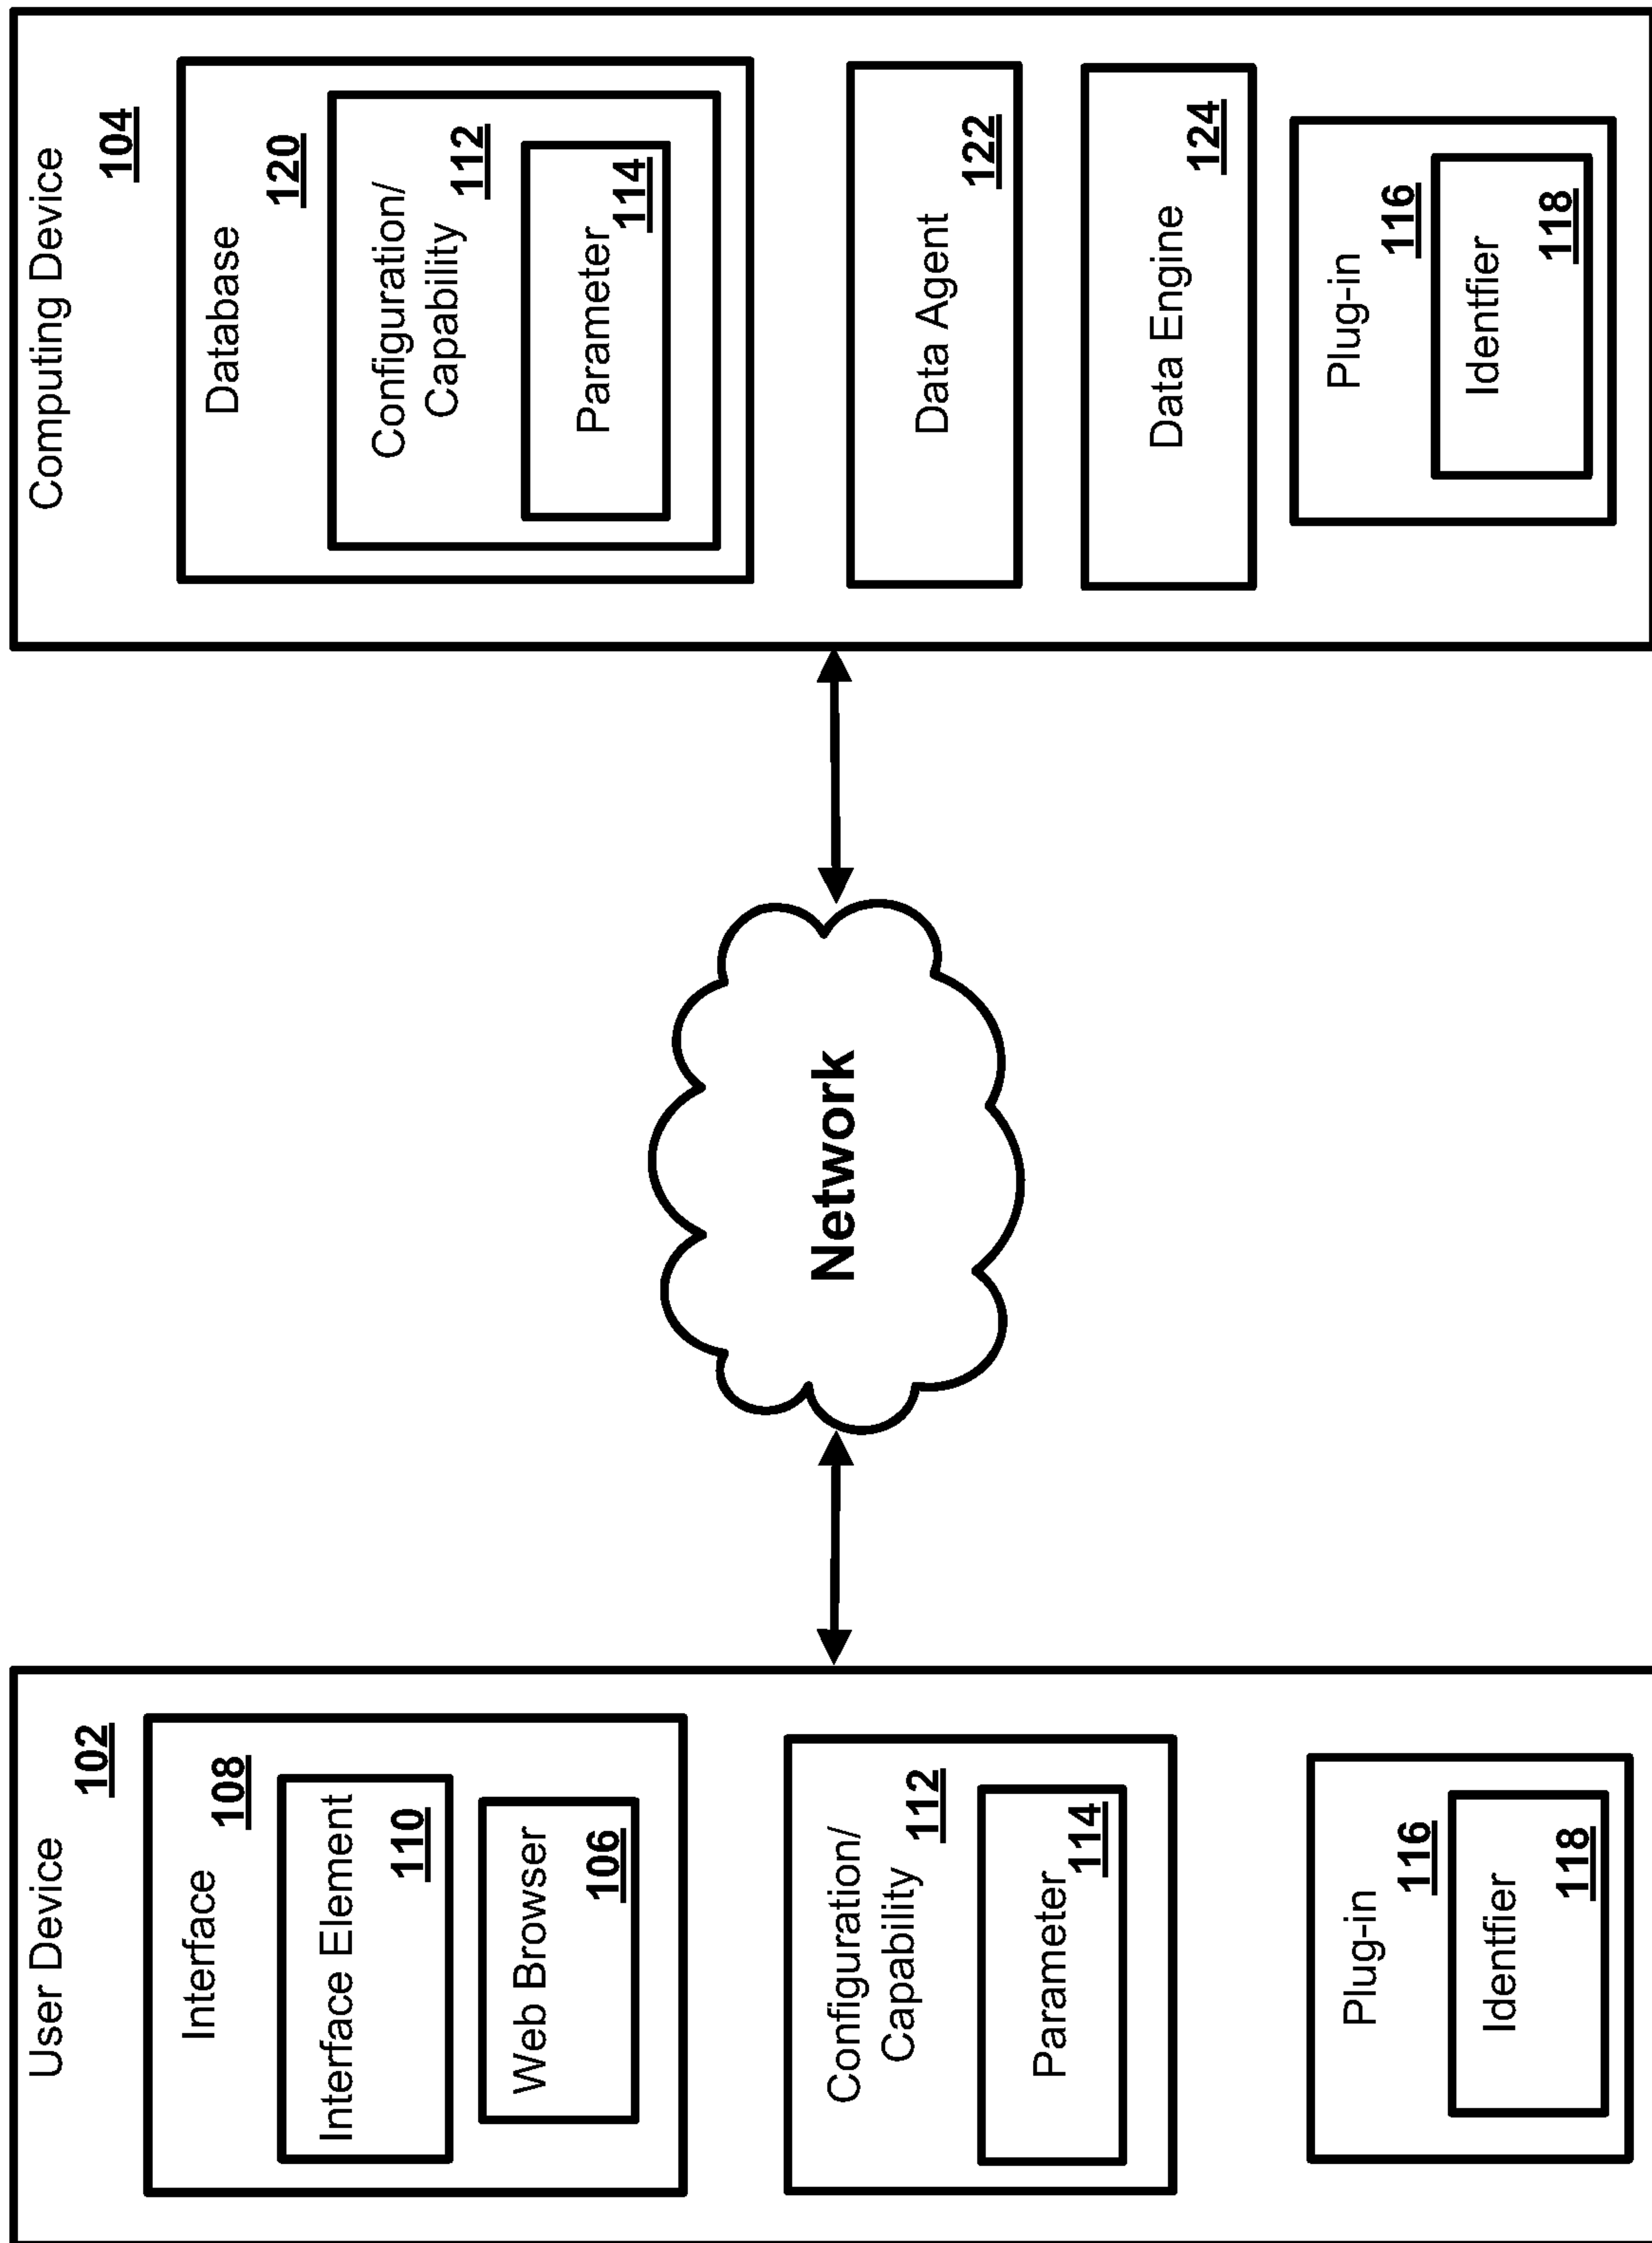 User Device
102
Interface
108
Interface Element
110
Web Browser
106
Configuration/
Capability
112
Parameter
114
Plug-in
116
Identfier
118
Network
Computing Device
104
Database
120
Configuration/
Capability
112
Parameter
114
Data Agent
122
Data Engine
124
Plug-in
116
Identfier
118